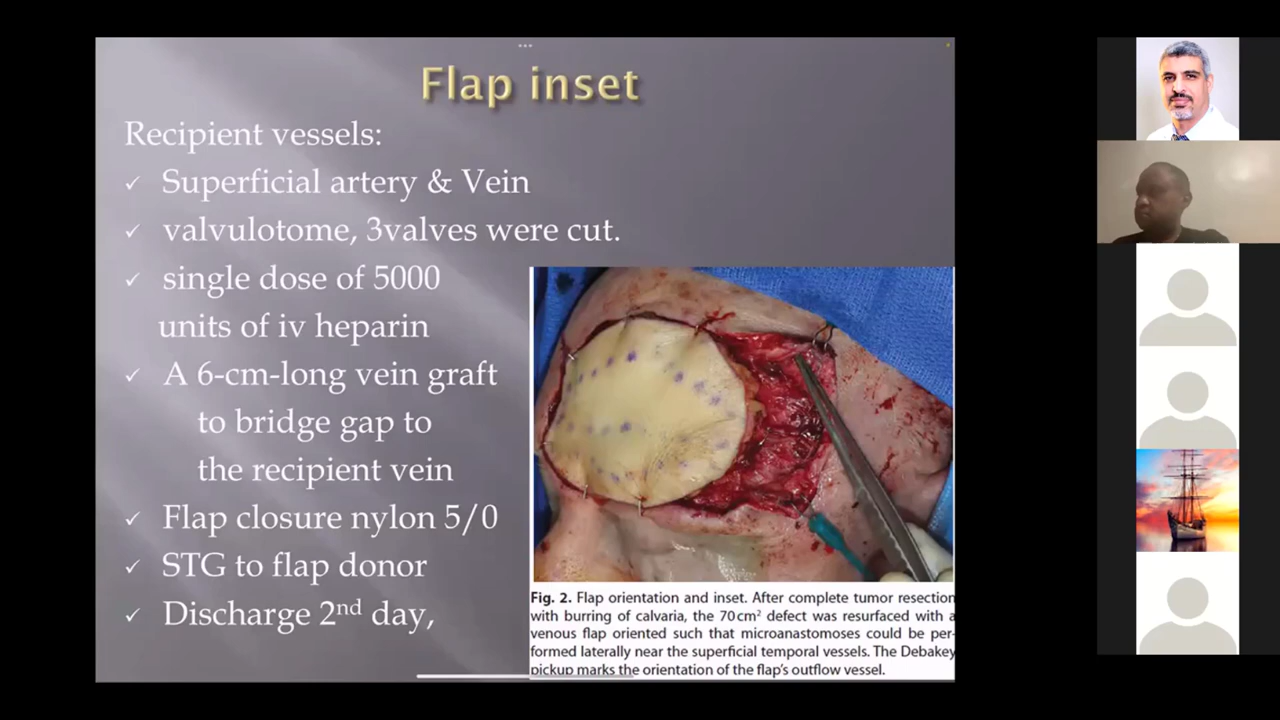 Flap inset
Recipient vessels:
✓ Superficial artery & Vein
✓ valvulotome, 3valves were cut.
✓ single dose of 5000
units of iv heparin
✓ A 6-cm-long vein graft
to bridge gap to
the recipient vein
✓ Flap closure nylon 5/0
✓ STG to flap donor
✓ Discharge 2nd day,
Fig. 2. Flap orientation and inset. After complete tumor resection
with burring of calvaria, the 70 cm² defect was resurfaced with a
venous flap oriented such that microanastomoses could be per-
formed laterally near the superficial temporal vessels. The Debakey
pickup marks the orientation of the flap's outflow vessel.